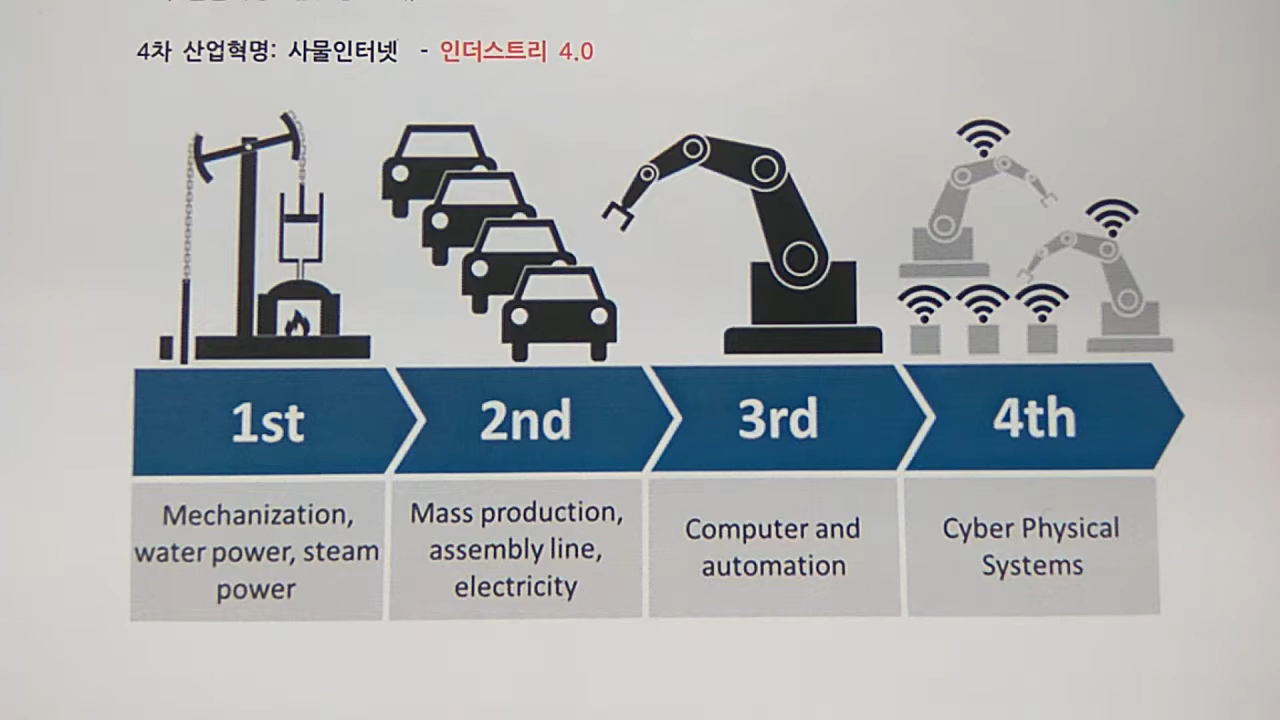 4차 산업혁명: 사물인터넷 - 인더스트리 4.0
1st
2nd
3rd
4th
Mechanization,
water power, steam
power
Mass production,
assembly line,
electricity
Computer and
automation
Cyber Physical
Systems